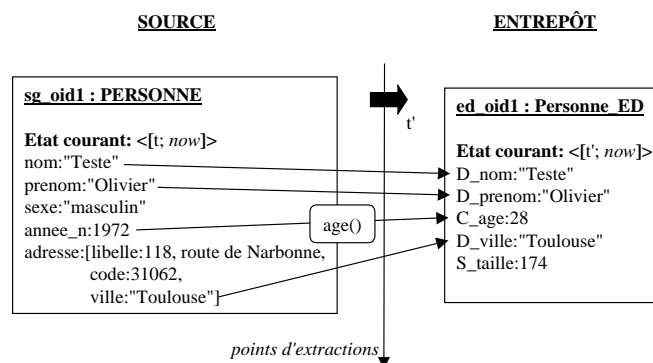 SOURCE
ENTREPÔT
sg_oid1 : PERSONNE
Etat courant: <[t; now]>
nom:"Teste"
prenom:"Olivier"
sexe:"masculin"
annee_n:1972
adresse:[libelle:118, route de Narbonne,
code:31062,
ville:"Toulouse"]
age()
t'
ed_oid1 : Personne_ED
Etat courant: <[t'; now]>
D_nom:"Teste"
D_prenom:"Olivier"
C_age:28
D_ville:"Toulouse"
S_taille:174
points d'extractions